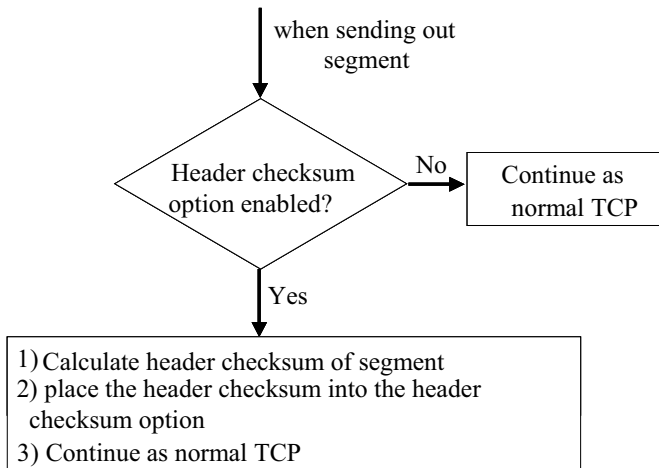 when sending out
segment
Header checksum
option enabled?
No
Continue as
normal TCP
Yes
1) Calculate header checksum of segment
2) place the header checksum into the header
checksum option
3) Continue as normal TCP